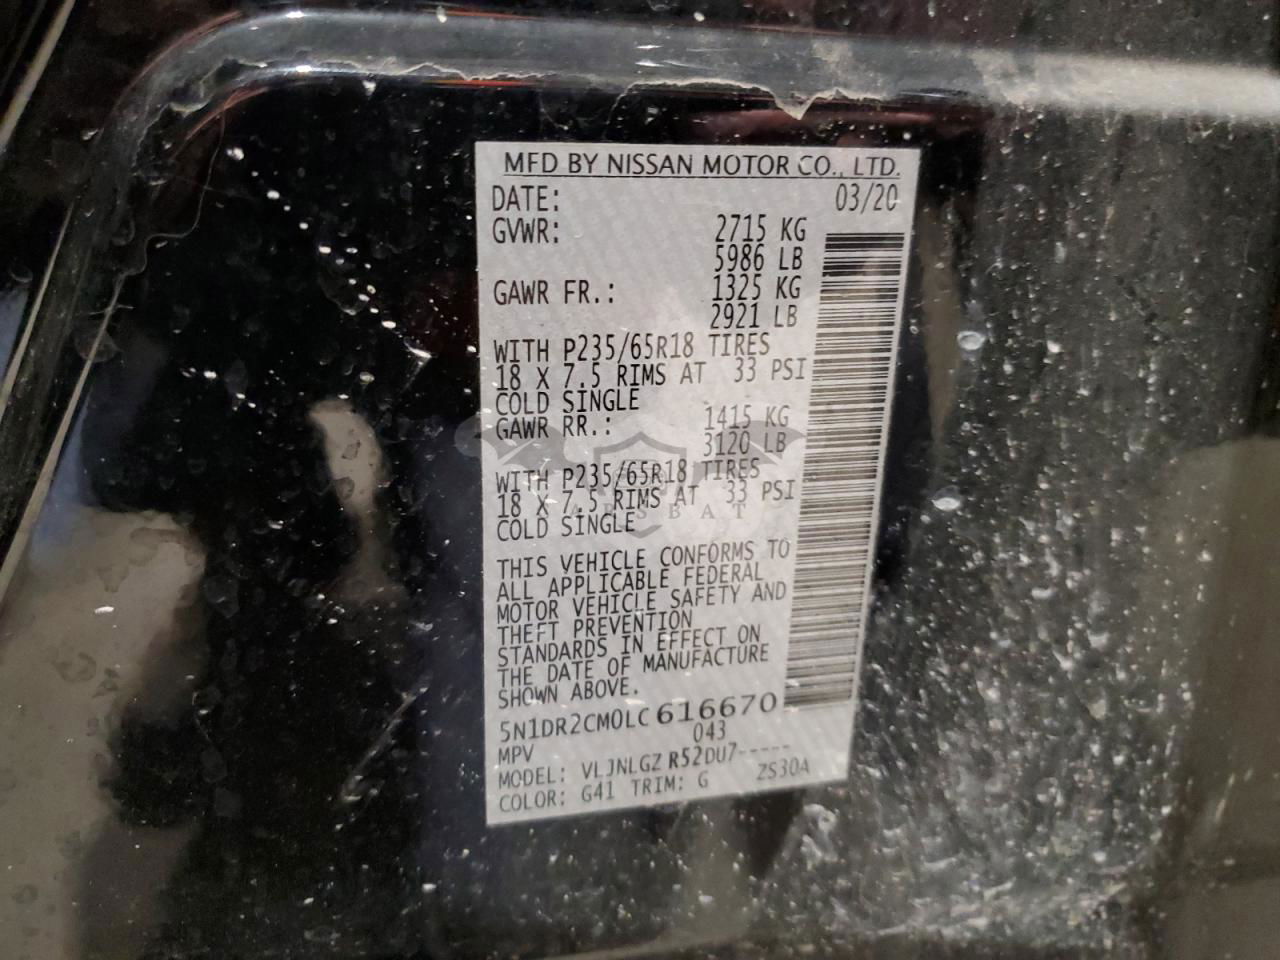 MFD BY NISSAN MOTOR CO., LTD.
DATE: 03/20
GVWR: 2715 KG
5986 LB
GAWR FR.: 1325 KG
2921 LB
WITH P235/65R18 TIRES
18 X 7.5 RIMS AT 33 PSI
COLD SINGLE
GAWR RR.: 1415 KG
3120 LB
WITH P235/65R18 TIRES
18 X 7.5 RIMS AT 33 PSI
COLD SINGLE
THIS VEHICLE CONFORMS TO
ALL APPLICABLE FEDERAL
MOTOR VEHICLE SAFETY AND
THEFT PREVENTION
STANDARDS IN EFFECT ON
THE DATE OF MANUFACTURE
SHOWN ABOVE.
5N1DR2CM0LC616670
MPV 043
MODEL: VLJNLGZ R52DU7-----
COLOR: G41 TRIM: G ZS30A